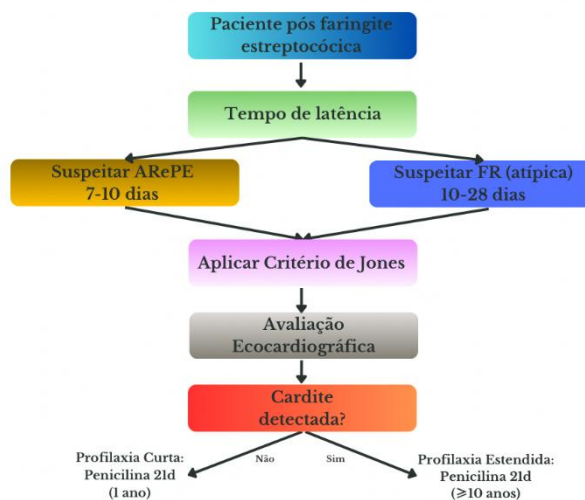 Paciente pós faringite
estreptocócica
Tempo de latência
Suspeitar ARePE
7-10 dias
Suspeitar FR (atípica)
10-28 dias
Aplicar Critério de Jones
Avaliação
Ecocardiográfica
Cardite
detectada?
Não
Sim
Profilaxia Curta:
Penicilina 21d
(1 ano)
Profilaxia Estendida:
Penicilina 21d
(⩾10 anos)